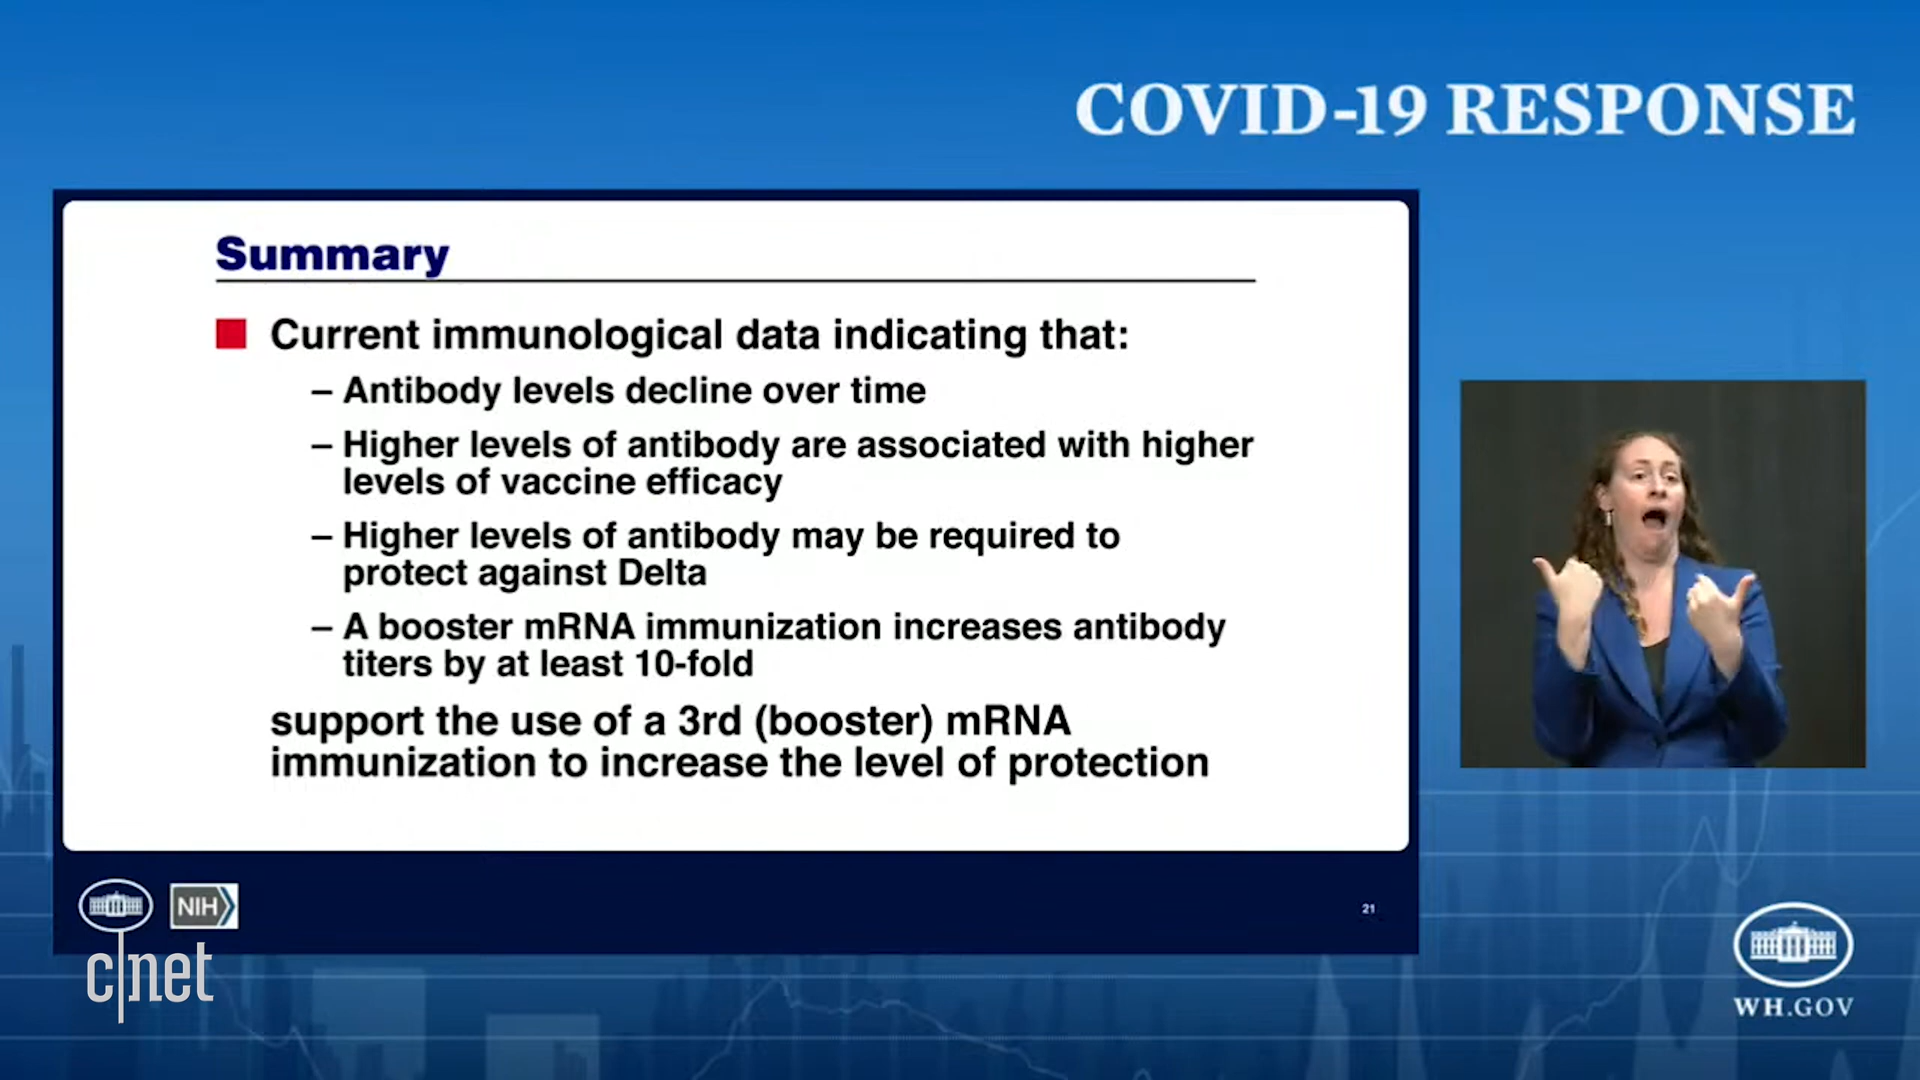 COVID-19 RESPONSE
Summary
Current immunological data indicating that:
– Antibody levels decline over time
– Higher levels of antibody are associated with higher
levels of vaccine efficacy
– Higher levels of antibody may be required to
protect against Delta
– A booster mRNA immunization increases antibody
titers by at least 10-fold
support the use of a 3rd (booster) mRNA
immunization to increase the level of protection
NIH
21
c|net
WH.GOV